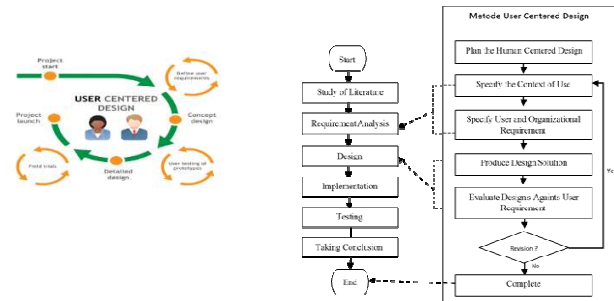 Project
start
Define user
requirements
USER CENTERED
DESIGN
Project
launch
Concept
design
Field trials
User testing of
prototypes
Detailed
design
Start
Study of Literature
Requirement Analysis
Design
Implementation
Testing
Taking Conclusion
End
Metode User Centered Design
Plan the Human Centered Design
Specify the Context of Use
Specify User and Organizational
Requirement
Produce Design Solution
Evaluate Designs Againts User
Requirement
Revision ?
No
Complete